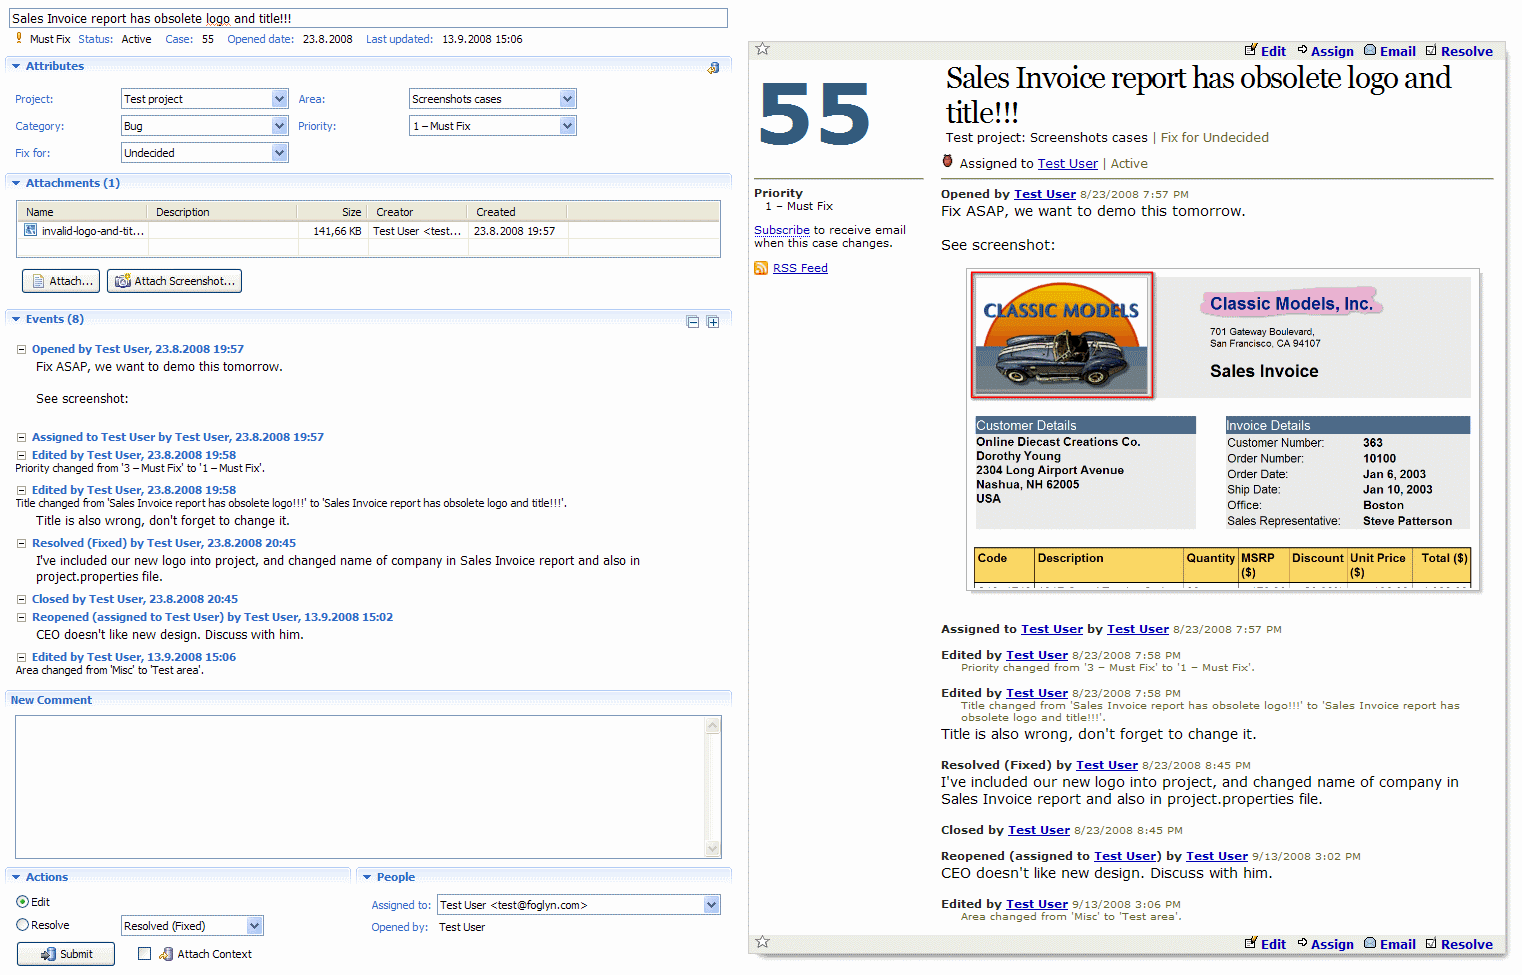 Sales Invoice report has obsolete logo and title!!!
Must Fix Status: Active Case: 55 Opened date: 23.8.2008 Last updated: 13.9.2008 15:06
Attributes
Project: Test project Area: Screenshots cases
Category: Bug Priority: 1 – Must Fix
Fix for: Undecided
Attachments (1)
Name Description Size Creator Created
invalid-logo-and-tit... 141,66 KB Test User <test... 23.8.2008 19:57
Attach... Attach Screenshot...
Events (8)
Opened by Test User, 23.8.2008 19:57
Fix ASAP, we want to demo this tomorrow.
See screenshot:
Assigned to Test User by Test User, 23.8.2008 19:57
Edited by Test User, 23.8.2008 19:58
Priority changed from '3 – Must Fix' to '1 – Must Fix'.
Edited by Test User, 23.8.2008 19:58
Title changed from 'Sales Invoice report has obsolete logo!!!' to 'Sales Invoice report has obsolete logo and title!!!'.
Title is also wrong, don't forget to change it.
Resolved (Fixed) by Test User, 23.8.2008 20:45
I've included our new logo into project, and changed name of company in Sales Invoice report and also in
project.properties file.
Closed by Test User, 23.8.2008 20:45
Reopened (assigned to Test User) by Test User, 13.9.2008 15:02
CEO doesn't like new design. Discuss with him.
Edited by Test User, 13.9.2008 15:06
Area changed from 'Misc' to 'Test area'.
New Comment
Actions
Edit
Resolve Resolved (Fixed)
Submit Attach Context
People
Assigned to: Test User <test@foglyn.com>
Opened by: Test User
Edit Assign Email Resolve
55
Sales Invoice report has obsolete logo and
title!!!
Test project: Screenshots cases | Fix for Undecided
Assigned to Test User | Active
Priority
1 – Must Fix
Subscribe to receive email
when this case changes.
RSS Feed
Opened by Test User 8/23/2008 7:57 PM
Fix ASAP, we want to demo this tomorrow.
See screenshot:
CLASSIC MODELS
Classic Models, Inc.
701 Gateway Boulevard,
San Francisco, CA 94107
Sales Invoice
Customer Details
Online Diecast Creations Co.
Dorothy Young
2304 Long Airport Avenue
Nashua, NH 62005
USA
Invoice Details
Customer Number: 363
Order Number: 10100
Order Date: Jan 6, 2003
Ship Date: Jan 10, 2003
Office: Boston
Sales Representative: Steve Patterson
Code Description Quantity MSRP ($) Discount Unit Price ($) Total ($)
Assigned to Test User by Test User 8/23/2008 7:57 PM
Edited by Test User 8/23/2008 7:58 PM
Priority changed from '3 – Must Fix' to '1 – Must Fix'.
Edited by Test User 8/23/2008 7:58 PM
Title changed from 'Sales Invoice report has obsolete logo!!!' to 'Sales Invoice report has
obsolete logo and title!!!'.
Title is also wrong, don't forget to change it.
Resolved (Fixed) by Test User 8/23/2008 8:45 PM
I've included our new logo into project, and changed name of company in
Sales Invoice report and also in project.properties file.
Closed by Test User 8/23/2008 8:45 PM
Reopened (assigned to Test User) by Test User 9/13/2008 3:02 PM
CEO doesn't like new design. Discuss with him.
Edited by Test User 9/13/2008 3:06 PM
Area changed from 'Misc' to 'Test area'.
Edit Assign Email Resolve